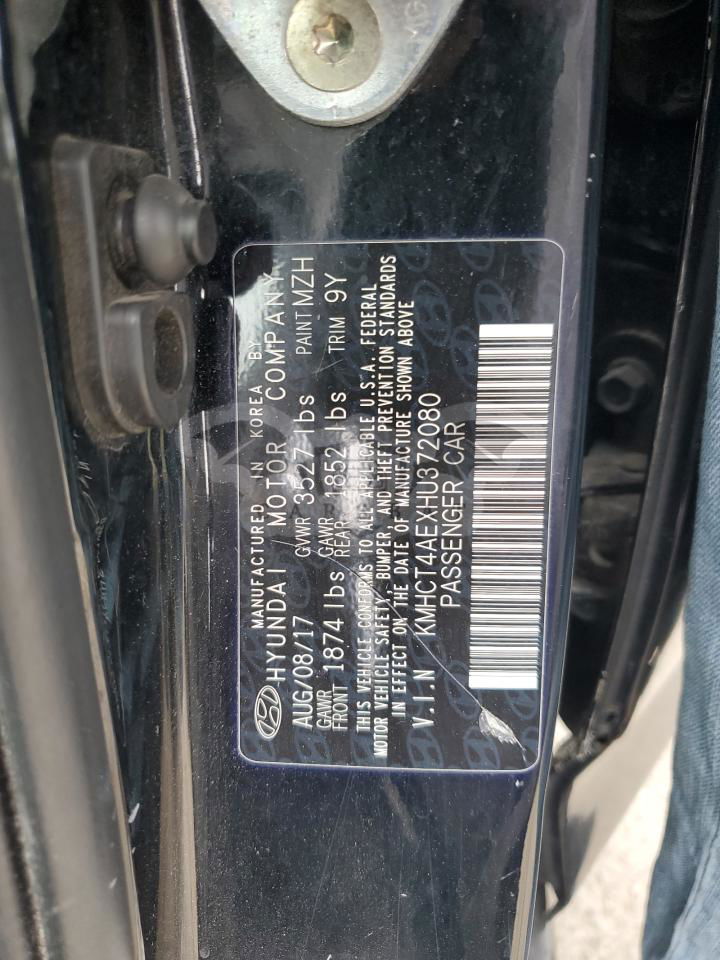 MANUFACTURED IN KOREA BY
HYUNDAI MOTOR COMPANY
AUG/08/17 GVWR 3527 lbs PAINT MZH
GAWR FRONT 1874 lbs GAWR REAR 1852 lbs TRIM 9Y
THIS VEHICLE CONFORMS TO ALL APPLICABLE U.S.A. FEDERAL
MOTOR VEHICLE SAFETY, BUMPER, AND THEFT PREVENTION STANDARDS
IN EFFECT ON THE DATE OF MANUFACTURE SHOWN ABOVE
V.I.N KMHCT4AEXHU372080
PASSENGER CAR